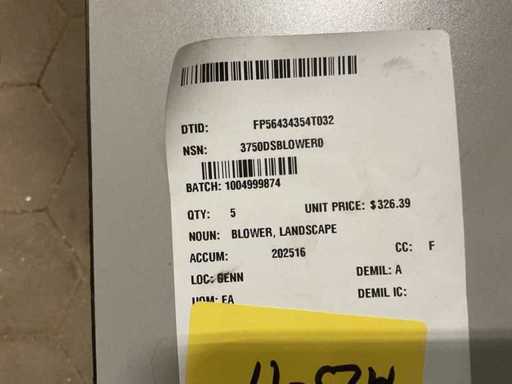 DTID: FP56434354T032
NSN: 3750DSBLOWER0
BATCH: 1004999874
QTY: 5 UNIT PRICE: $326.39
NOUN: BLOWER, LANDSCAPE
ACCUM: 202516 CC: F
LOC: GENN DEMIL: A
UOM: EA DEMIL IC: